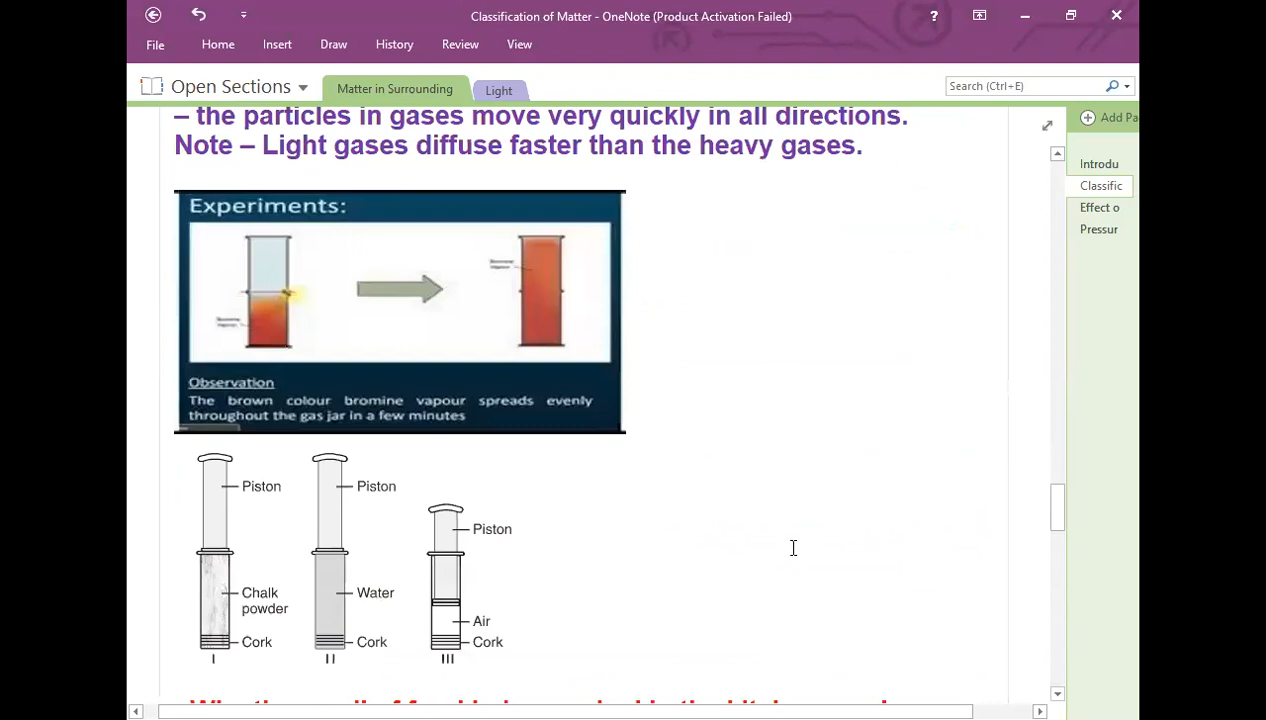 Classification of Matter - OneNote (Product Activation Failed)
?
File
Home
Insert
Draw
History
Review
View
Open Sections
Matter in Surrounding
Light
Search (Ctrl+E)
Add Pa
Introdu
Classific
Effect o
Pressur
– the particles in gases move very quickly in all directions.
Note – Light gases diffuse faster than the heavy gases.
Experiments:
Observation
The brown colour bromine vapour spreads evenly
throughout the gas jar in a few minutes
Piston
Chalk
powder
Cork
I
Piston
Water
Cork
II
Piston
Air
Cork
III